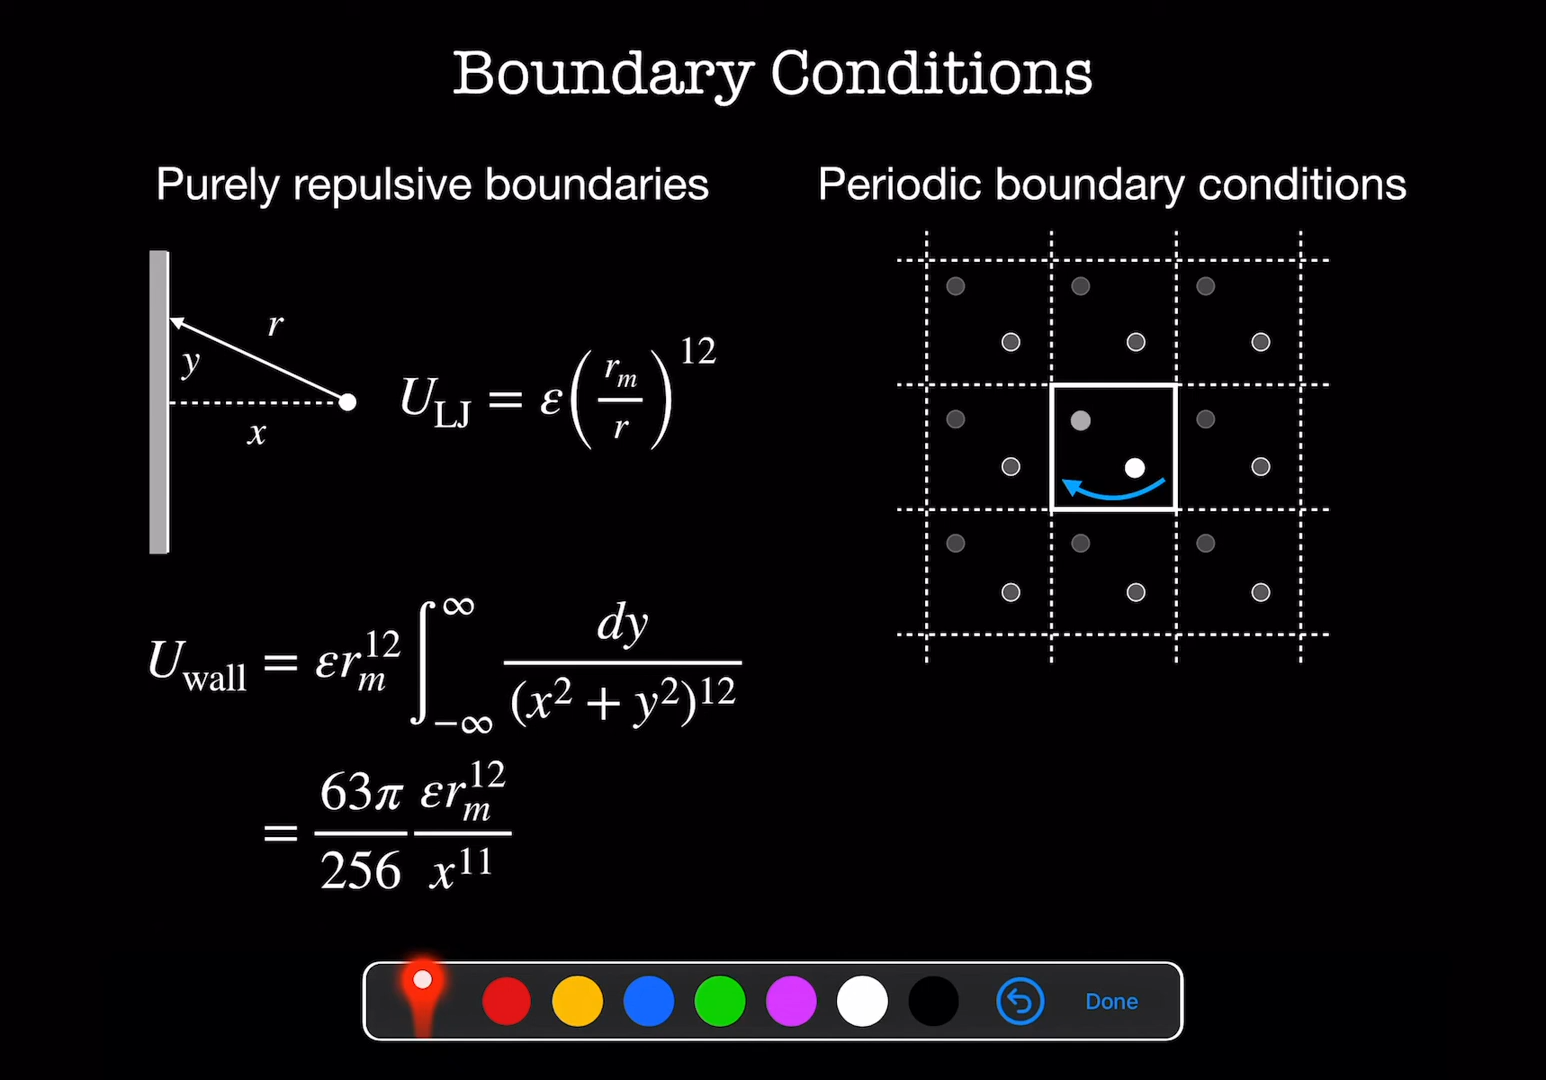 Boundary Conditions
Purely repulsive boundaries
r
y
x
U_LJ = ε(r_m / r)^12
U_wall = εr_m^12 ∫_{-∞}^{∞} dy / (x^2 + y^2)^12
= 63π/256 εr_m^12/x^11
Periodic boundary conditions
Done